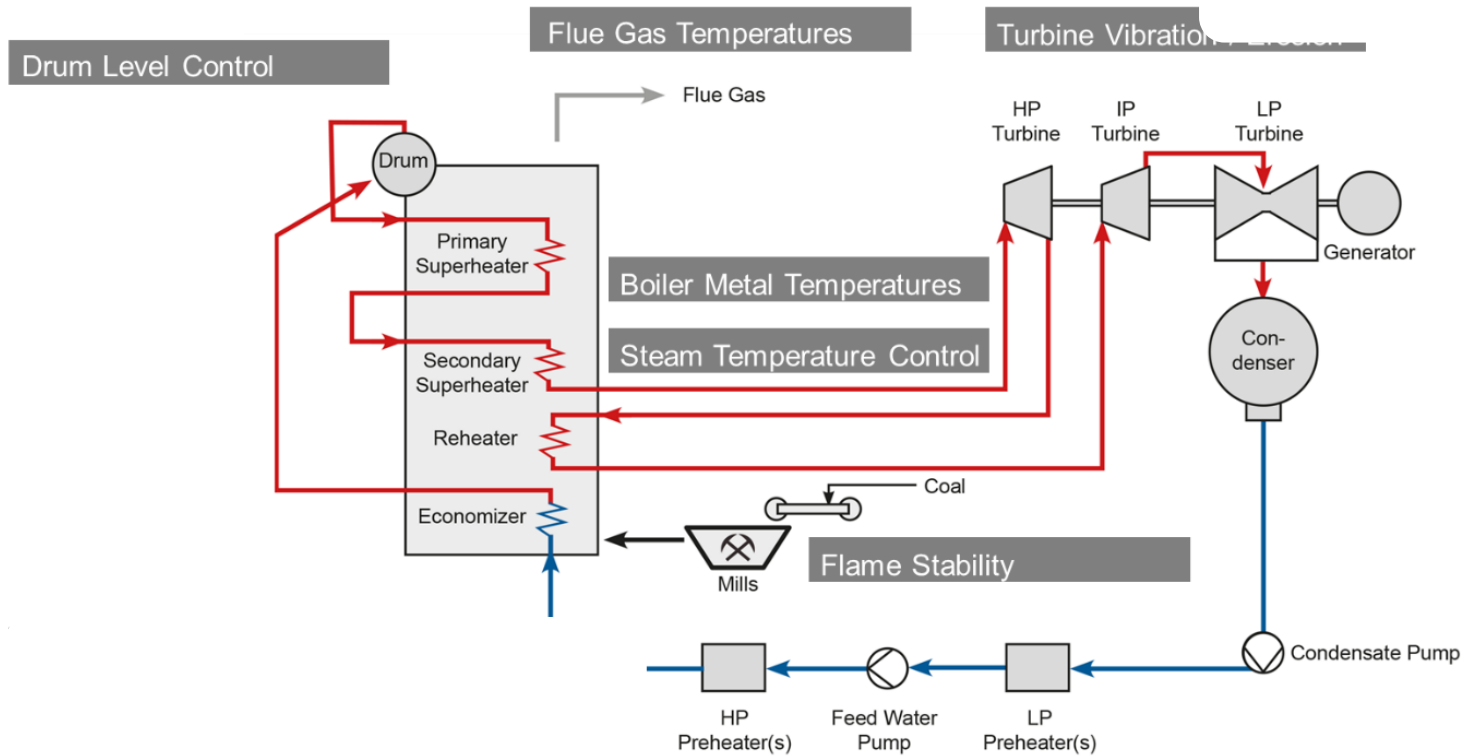 Flue Gas Temperatures
Turbine Vibration
Drum Level Control
Flue Gas
HP
Turbine
IP
Turbine
LP
Turbine
Drum
Primary
Superheater
Generator
Boiler Metal Temperatures
Steam Temperature Control
Secondary
Superheater
Con-
denser
Reheater
Coal
Economizer
Flame Stability
Mills
Condensate Pump
HP
Preheater(s)
Feed Water
Pump
LP
Preheater(s)